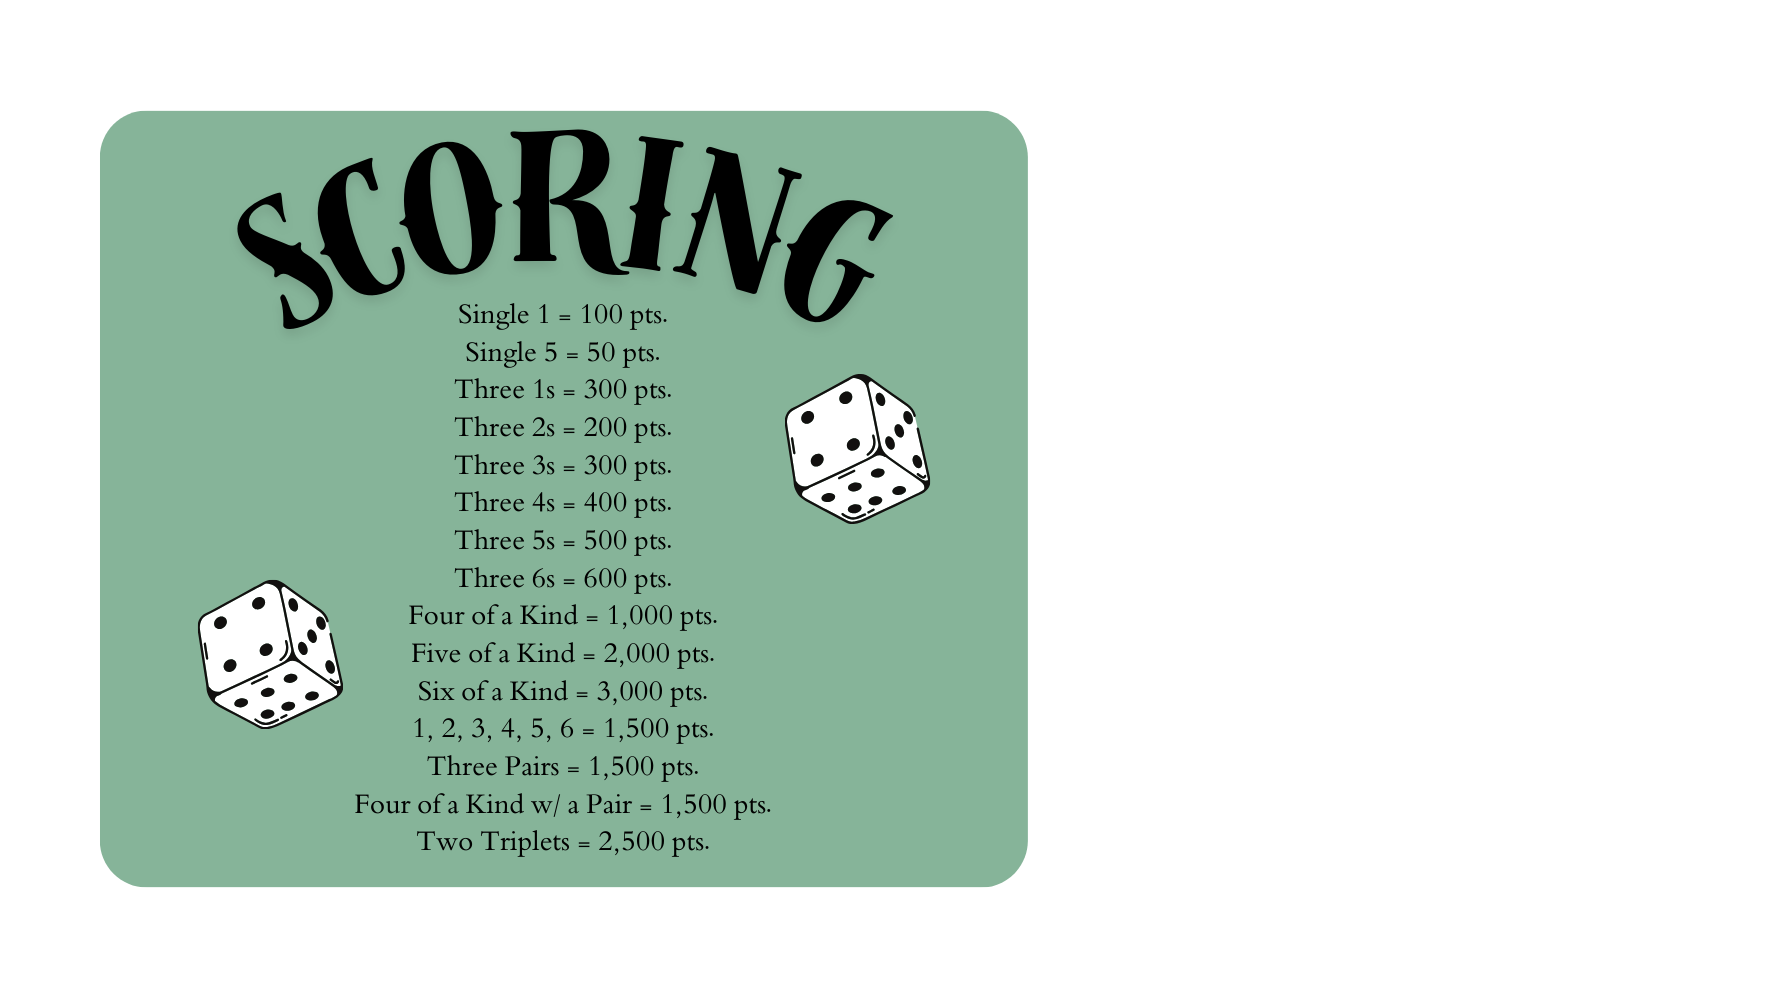 SCORING
Single 1 = 100 pts.
Single 5 = 50 pts.
Three 1s = 300 pts.
Three 2s = 200 pts.
Three 3s = 300 pts.
Three 4s = 400 pts.
Three 5s = 500 pts.
Three 6s = 600 pts.
Four of a Kind = 1,000 pts.
Five of a Kind = 2,000 pts.
Six of a Kind = 3,000 pts.
1, 2, 3, 4, 5, 6 = 1,500 pts.
Three Pairs = 1,500 pts.
Four of a Kind w/ a Pair = 1,500 pts.
Two Triplets = 2,500 pts.